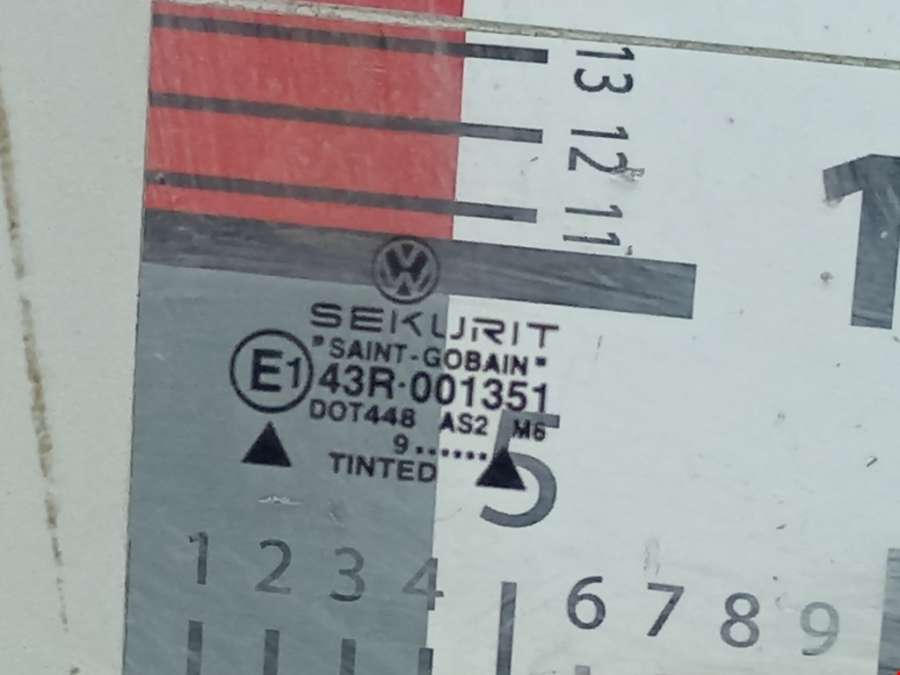 13
12
11
1
SEKURIT
"SAINT-GOBAIN"
E1 43R-001351
DOT448 AS2 M6
9......
TINTED
5
1 2 3 4 6 7 8 9